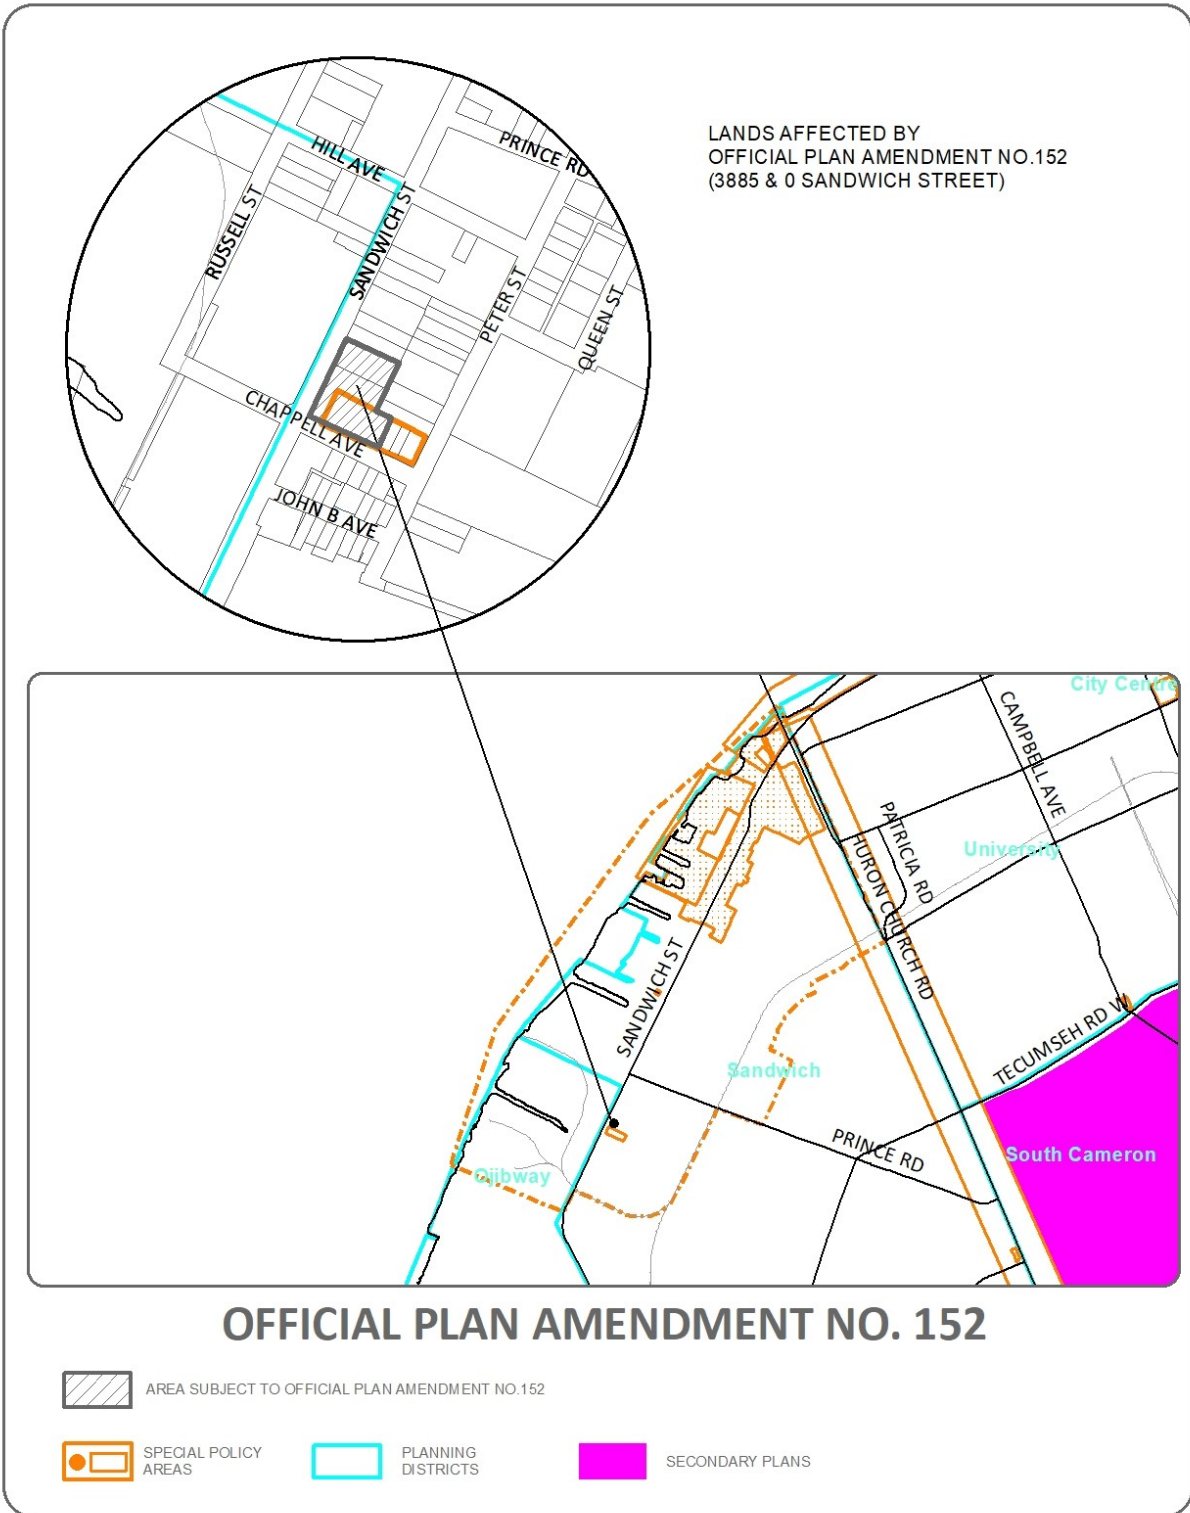 LANDS AFFECTED BY
OFFICIAL PLAN AMENDMENT NO.152
(3885 & 0 SANDWICH STREET)
PRINCE RD
HILL AVE
RUSSELL ST
SANDWICH ST
PETER ST
QUEEN ST
CHAPPELL AVE
JOHN B AVE
City Centre
CAMPBELL AVE
PATRICIA RD
University
HURON CHURCH RD
SANDWICH ST
TECUMSEH RD W
Sandwich
PRINCE RD
South Cameron
Ojibway
OFFICIAL PLAN AMENDMENT NO. 152
AREA SUBJECT TO OFFICIAL PLAN AMENDMENT NO.152
SPECIAL POLICY
AREAS
PLANNING
DISTRICTS
SECONDARY PLANS